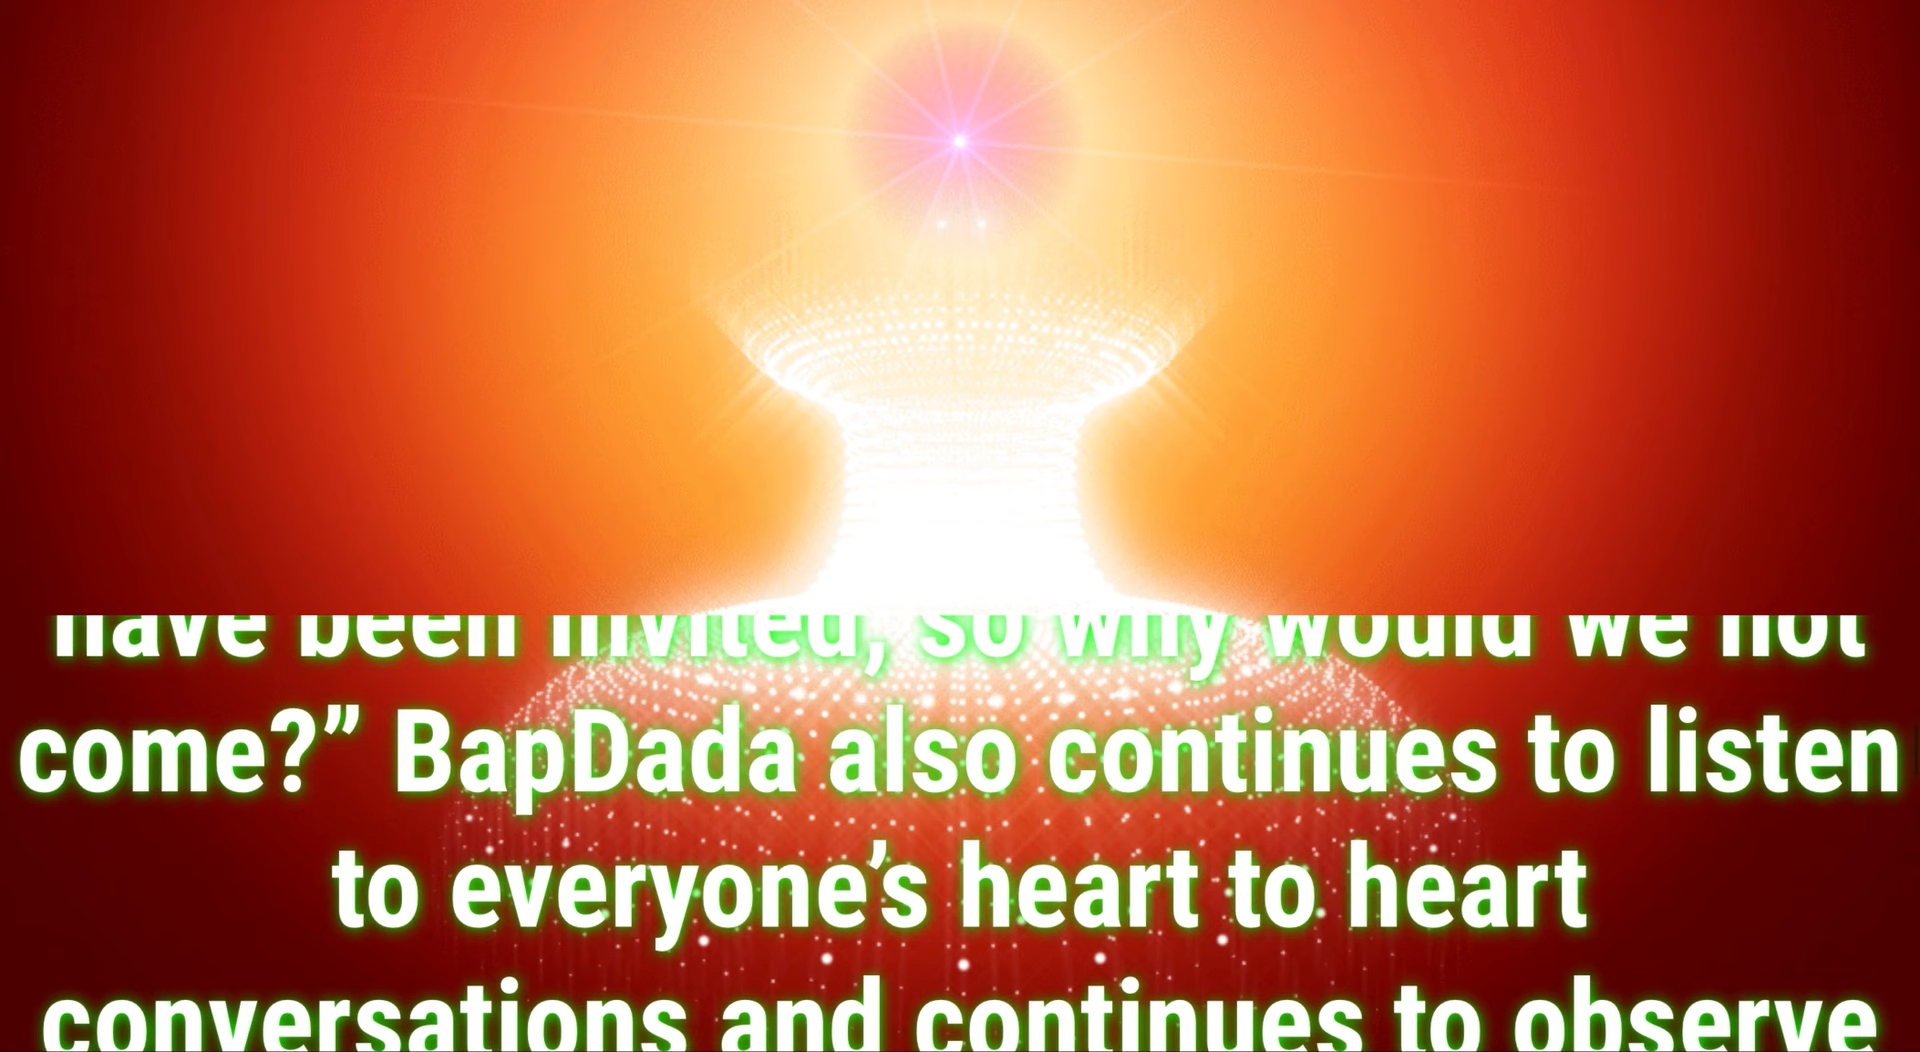 have been invited, so why would we not
come?” BapDada also continues to listen
to everyone’s heart to heart
conversations and continues to observe